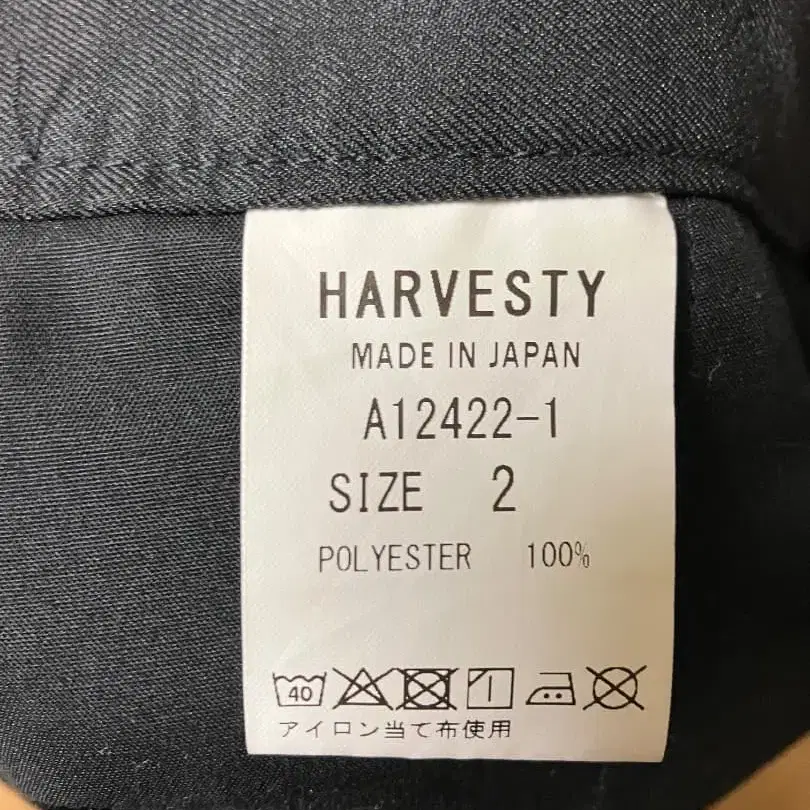 HARVESTY
MADE IN JAPAN
A12422-1
SIZE 2
POLYESTER 100%
40
アイロン当て布使用